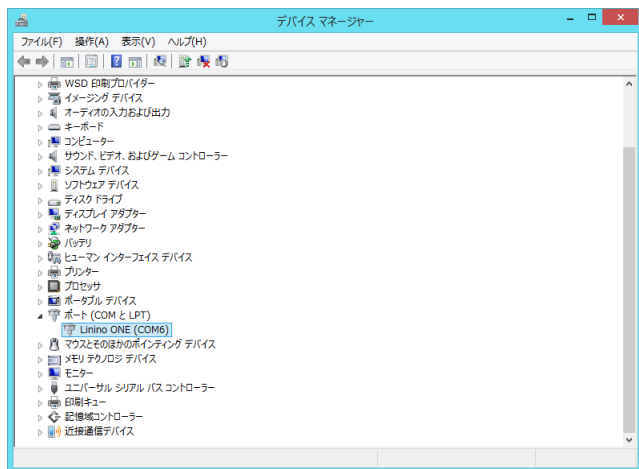 デバイス マネージャー
ファイル(F) 操作(A) 表示(V) ヘルプ(H)
WSD 印刷プロバイダー
イメージング デバイス
オーディオの入力および出力
キーボード
コンピューター
サウンド、ビデオ、およびゲーム コントローラー
システム デバイス
ソフトウェア デバイス
ディスク ドライブ
ディスプレイ アダプター
ネットワーク アダプター
バッテリ
ヒューマン インターフェイス デバイス
プリンター
プロセッサ
ポータブル デバイス
ポート (COM と LPT)
Linino ONE (COM6)
マウスとそのほかのポインティング デバイス
メモリ テクノロジ デバイス
モニター
ユニバーサル シリアル バス コントローラー
印刷キュー
記憶域コントローラー
近接通信デバイス